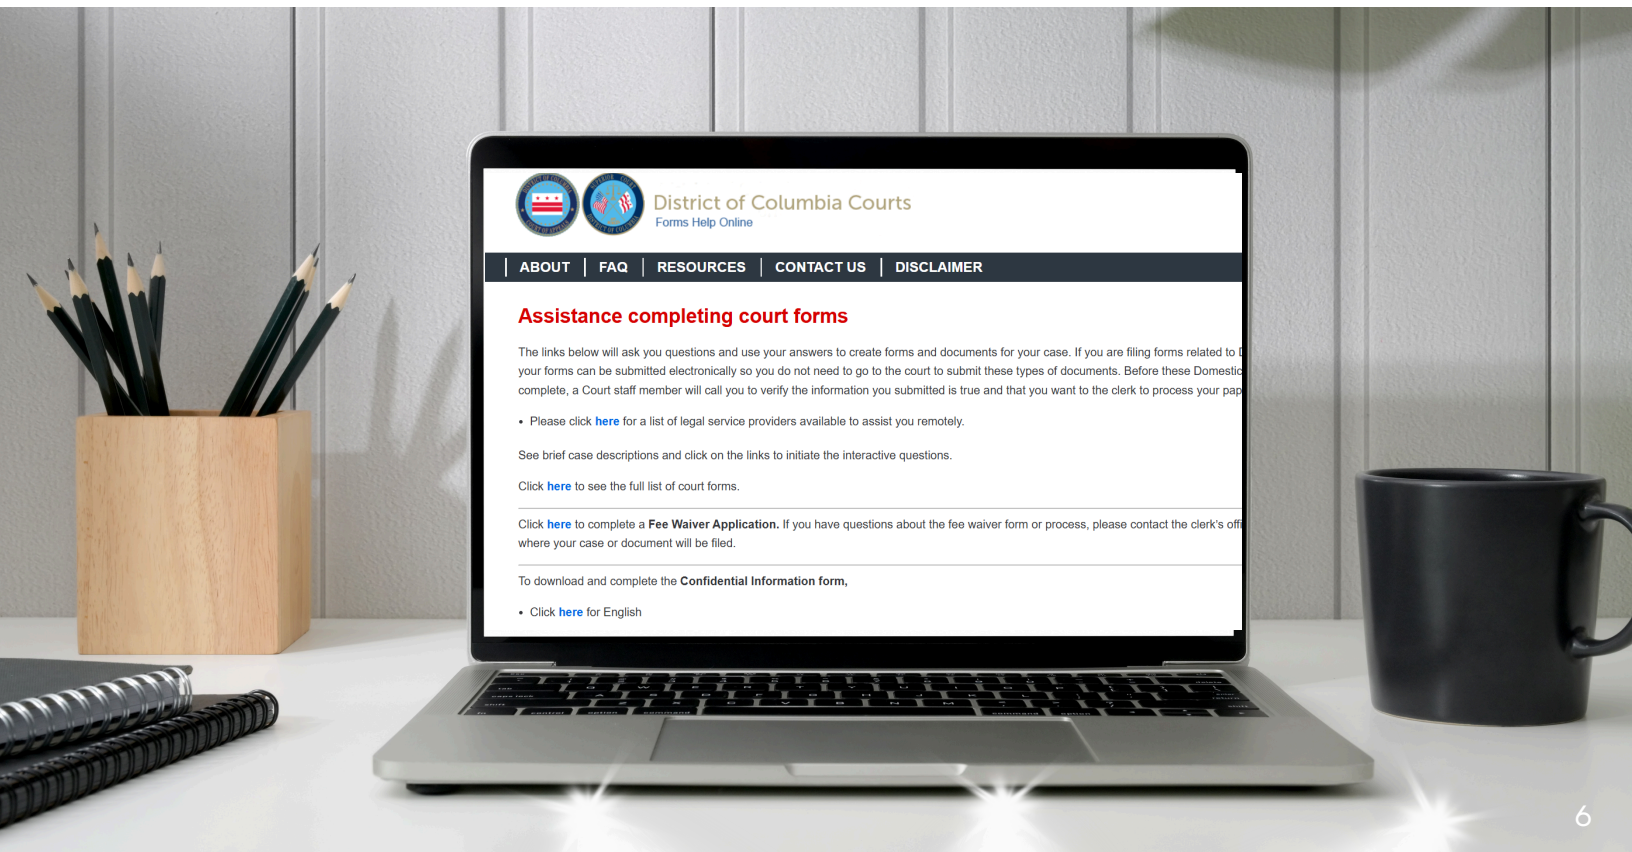 District of Columbia Courts
Forms Help Online
ABOUT FAQ RESOURCES CONTACT US DISCLAIMER
Assistance completing court forms
The links below will ask you questions and use your answers to create forms and documents for your case. If you are filing forms related to
your forms can be submitted electronically so you do not need to go to the court to submit these types of documents. Before these Domestic
complete, a Court staff member will call you to verify the information you submitted is true and that you want to the clerk to process your pap
• Please click here for a list of legal service providers available to assist you remotely.
See brief case descriptions and click on the links to initiate the interactive questions.
Click here to see the full list of court forms.
Click here to complete a Fee Waiver Application. If you have questions about the fee waiver form or process, please contact the clerk's offi
where your case or document will be filed.
To download and complete the Confidential Information form,
• Click here for English
6